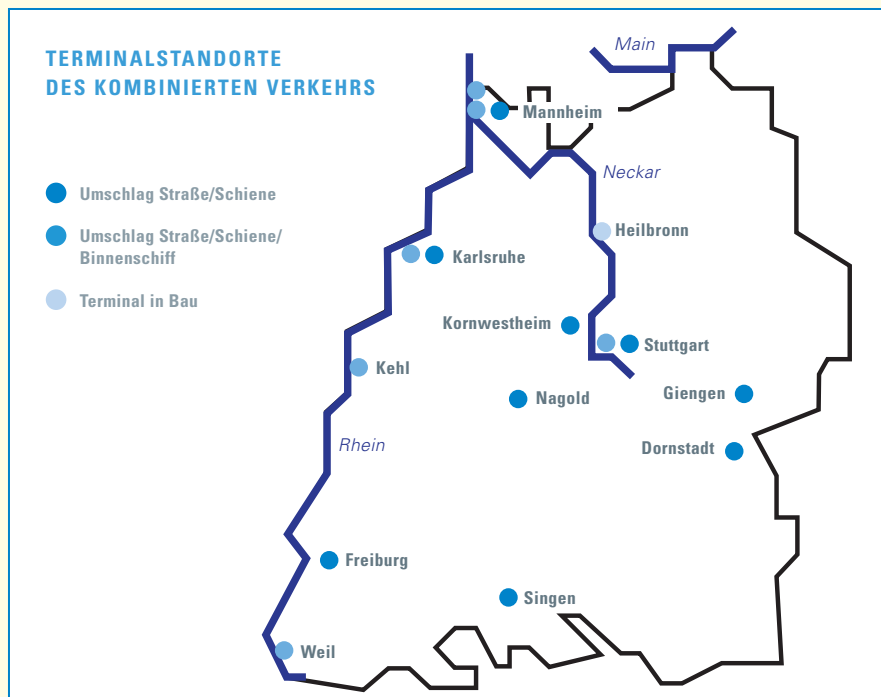 TERMINALSTANDORTE
DES KOMBINIERTEN VERKEHRS
Umschlag Straße/Schiene
Umschlag Straße/Schiene/
Binnenschiff
Terminal in Bau
Main
Mannheim
Neckar
Heilbronn
Karlsruhe
Kornwestheim
Stuttgart
Kehl
Nagold
Giengen
Rhein
Dornstadt
Freiburg
Singen
Weil